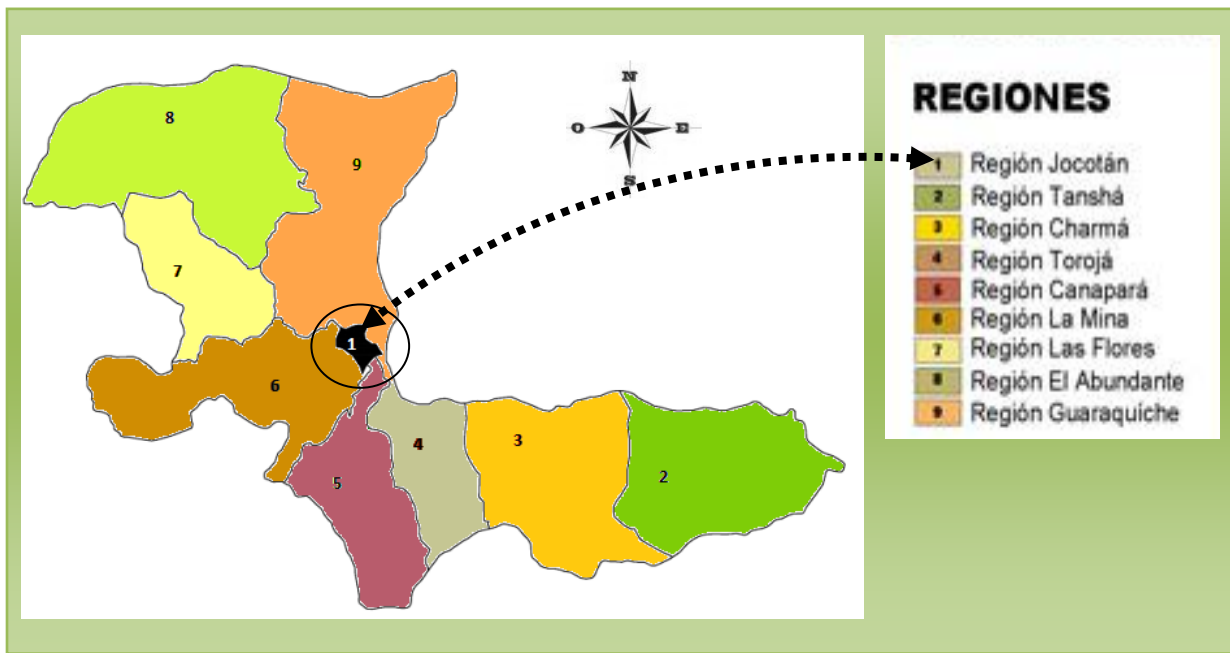 N
O E
S
8
9
7
1
6
4
3
2
5
REGIONES
1 Región Jocotán
2 Región Tanshá
3 Región Charmá
4 Región Torojá
5 Región Canapará
6 Región La Mina
7 Región Las Flores
8 Región El Abundante
9 Región Guaraquiche